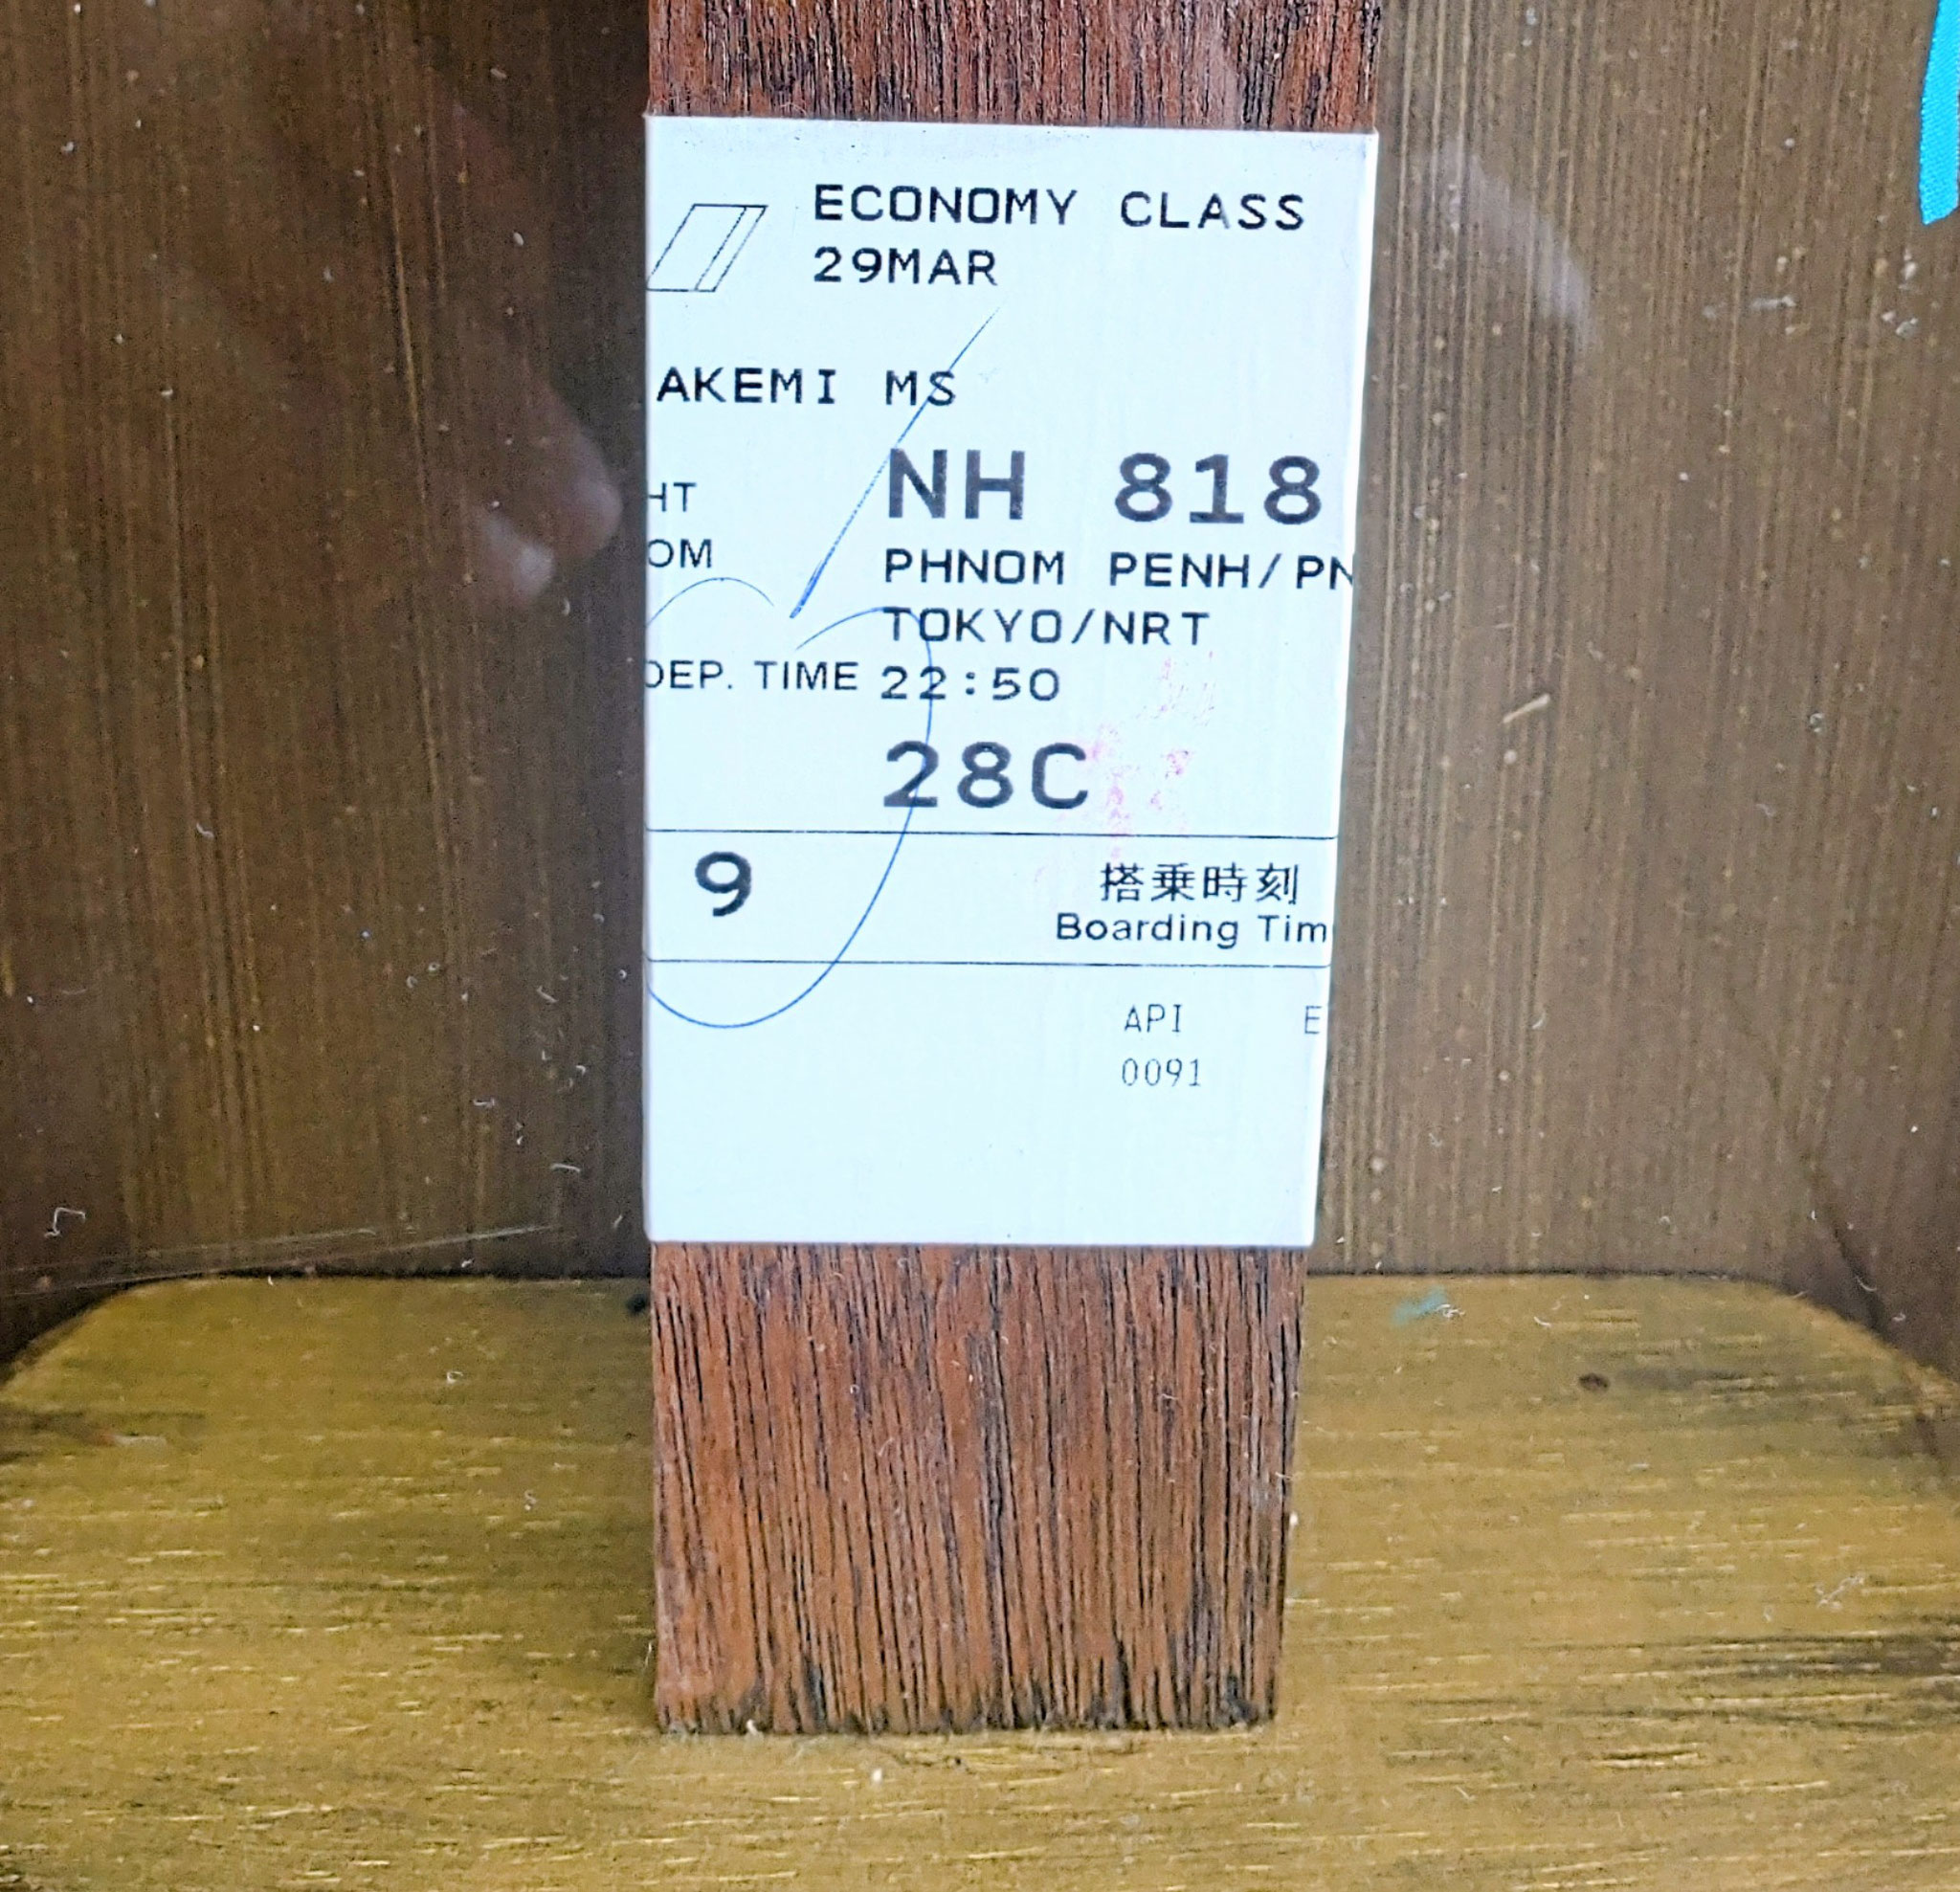 ECONOMY CLASS
29MAR
AKEMI MS
HT NH 818
OM PHNOM PENH/PN
TOKYO/NRT
DEP. TIME 22:50
28C
9 搭乗時刻
Boarding Tim
API E
0091